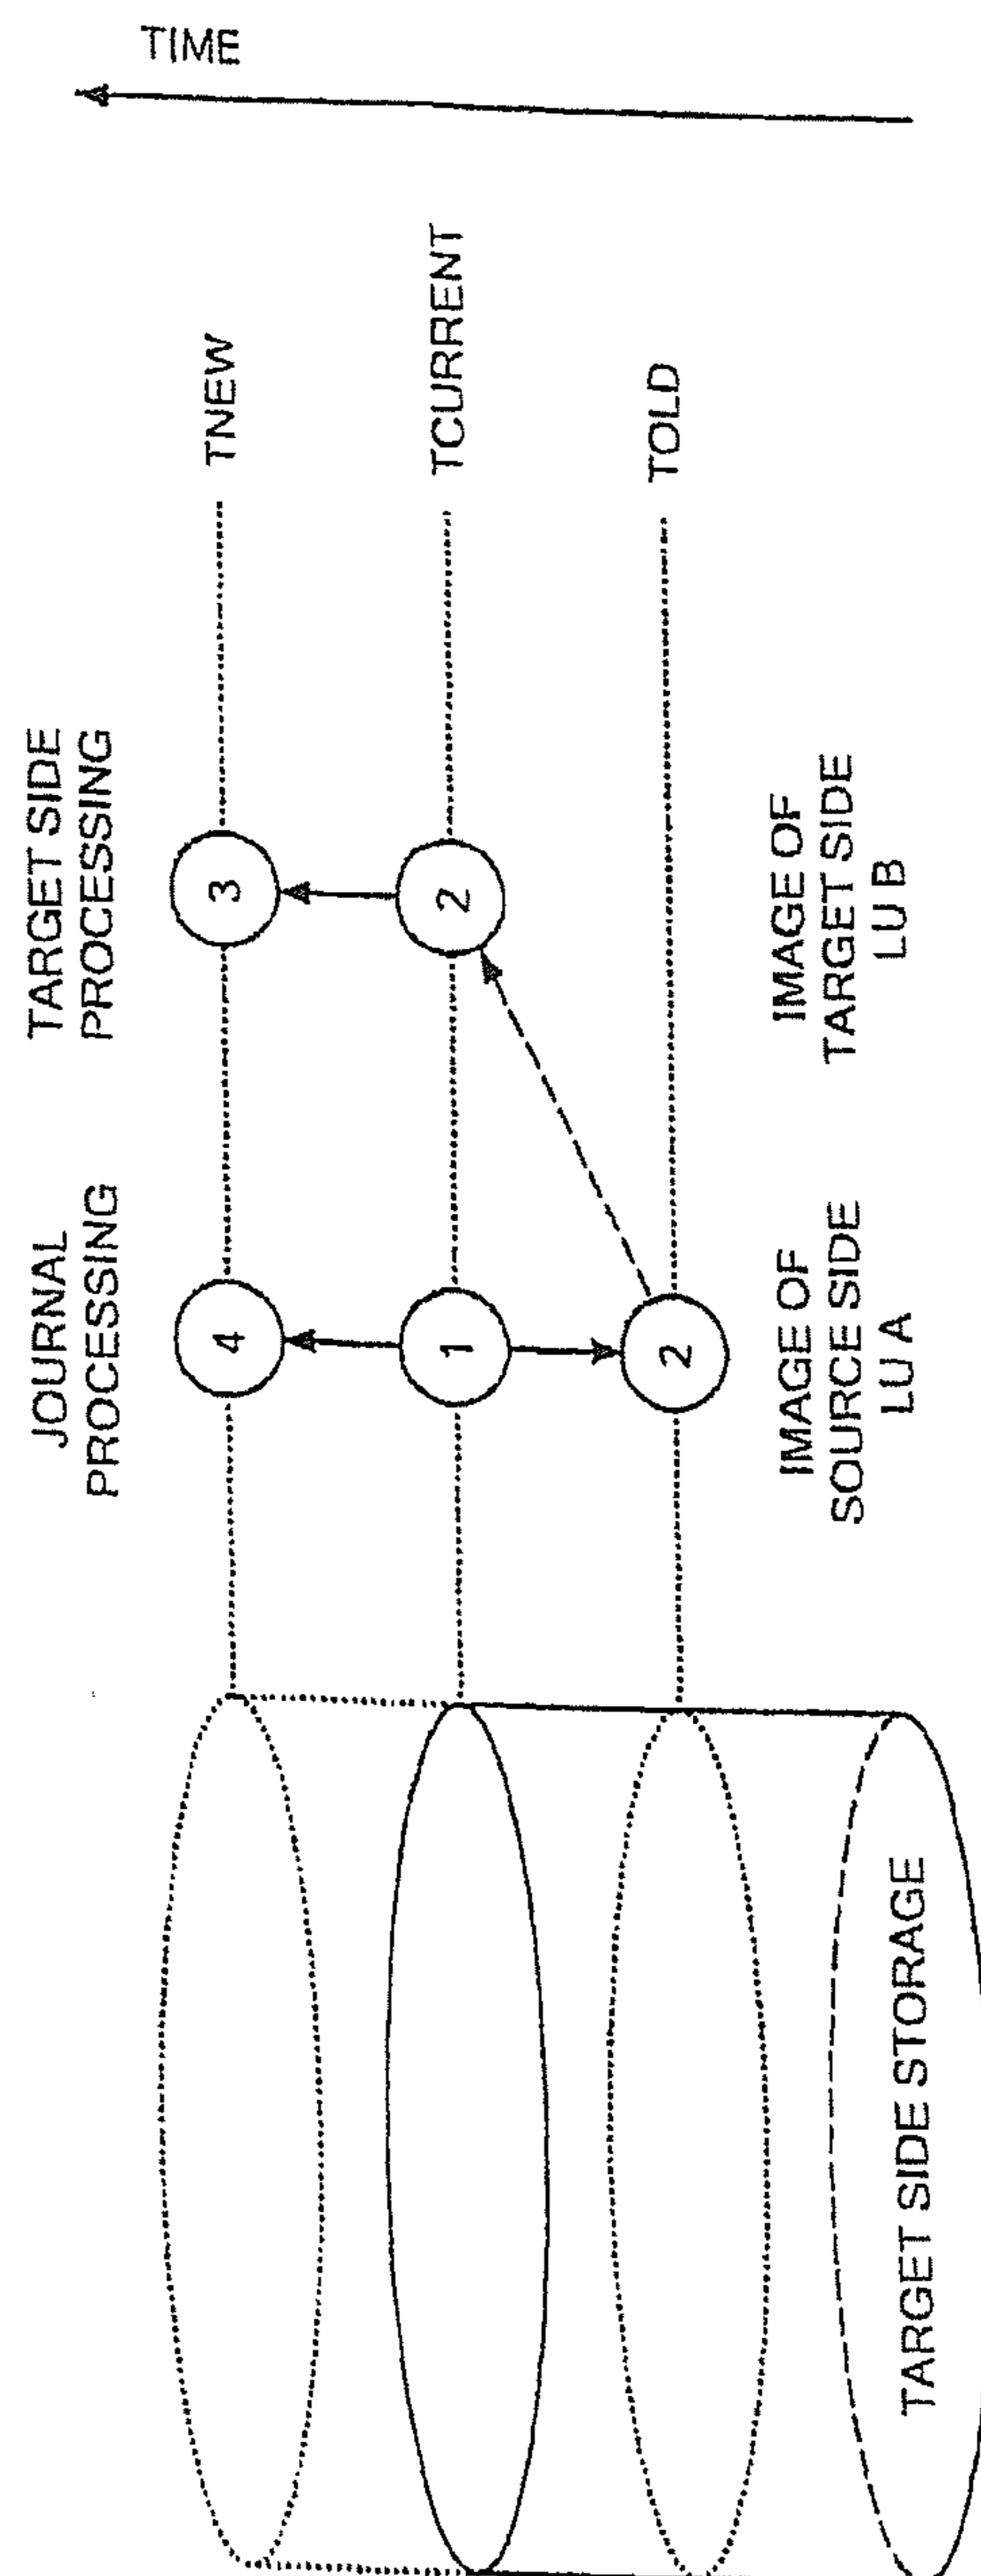 JOURNAL
PROCESSING
TARGET SIDE
PROCESSING
TIME
4
3
TNEW
1
2
TCURRENT
2
TOLD
IMAGE OF
SOURCE SIDE
LU A
IMAGE OF
TARGET SIDE
LU B
TARGET SIDE STORAGE